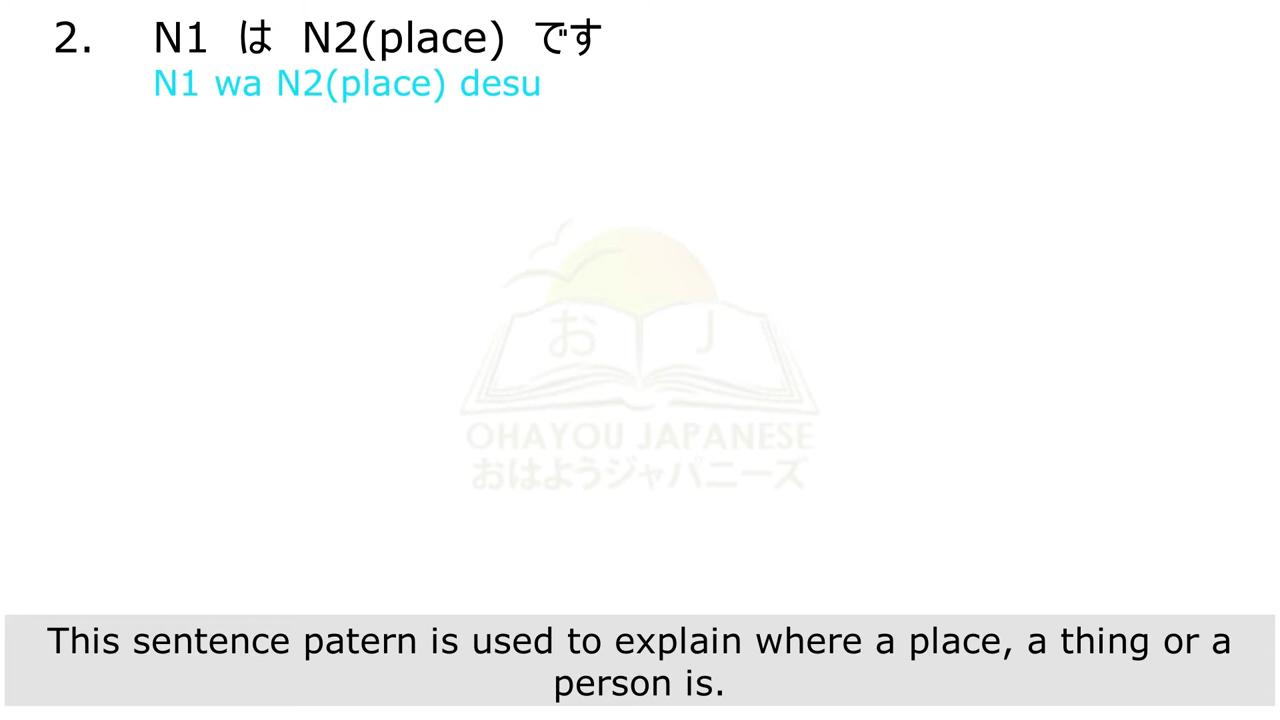 2. N1 は N2(place) です
N1 wa N2(place) desu
お J
OHAYOU JAPANESE
おはようジャパニーズ
This sentence patern is used to explain where a place, a thing or a
person is.